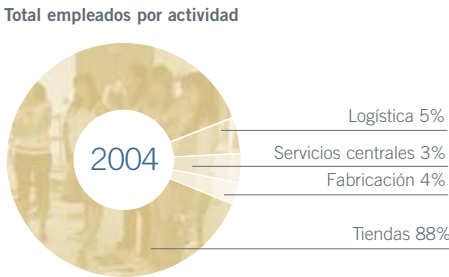 Total empleados por actividad
2004
Logística 5%
Servicios centrales 3%
Fabricación 4%
Tiendas 88%